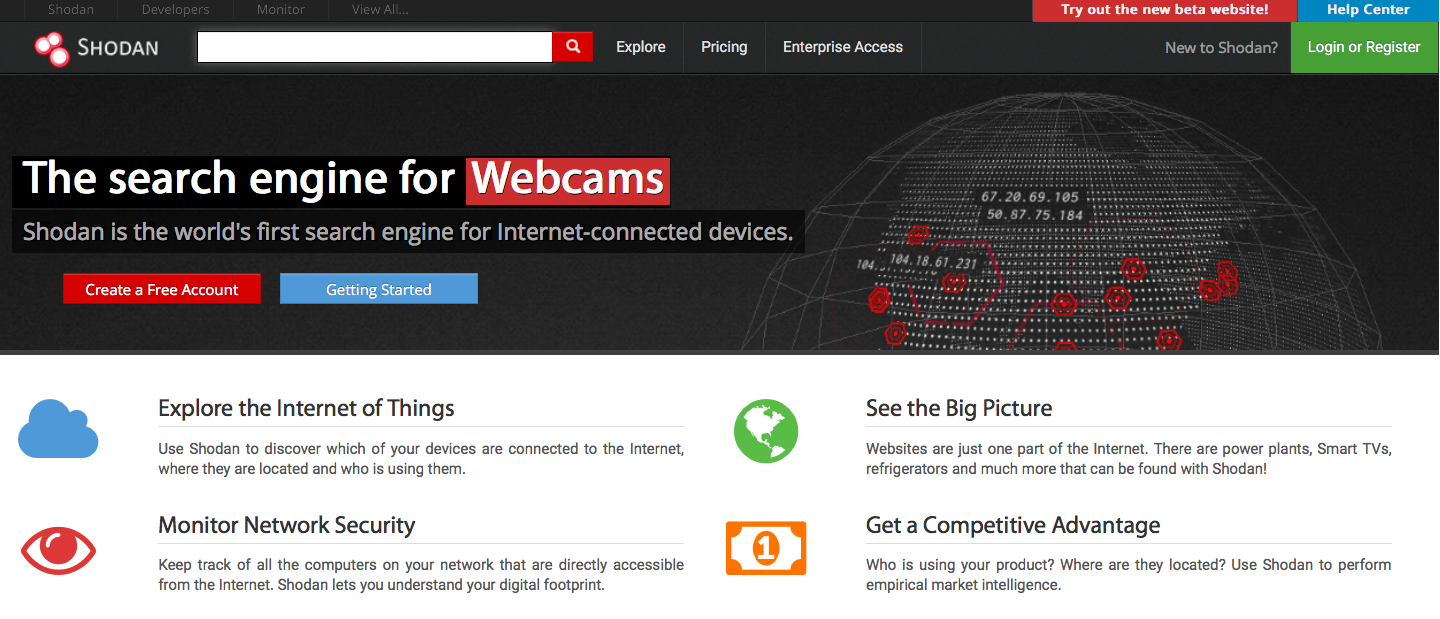 Shodan Developers Monitor View All... Try out the new beta website! Help Center
SHODAN Explore Pricing Enterprise Access New to Shodan? Login or Register
The search engine for Webcams
Shodan is the world's first search engine for Internet-connected devices.
Create a Free Account Getting Started
67.20.69.105
50.87.75.184
104.18.61.231
Explore the Internet of Things
Use Shodan to discover which of your devices are connected to the Internet,
where they are located and who is using them.
See the Big Picture
Websites are just one part of the Internet. There are power plants, Smart TVs,
refrigerators and much more that can be found with Shodan!
Monitor Network Security
Keep track of all the computers on your network that are directly accessible
from the Internet. Shodan lets you understand your digital footprint.
1
Get a Competitive Advantage
Who is using your product? Where are they located? Use Shodan to perform
empirical market intelligence.